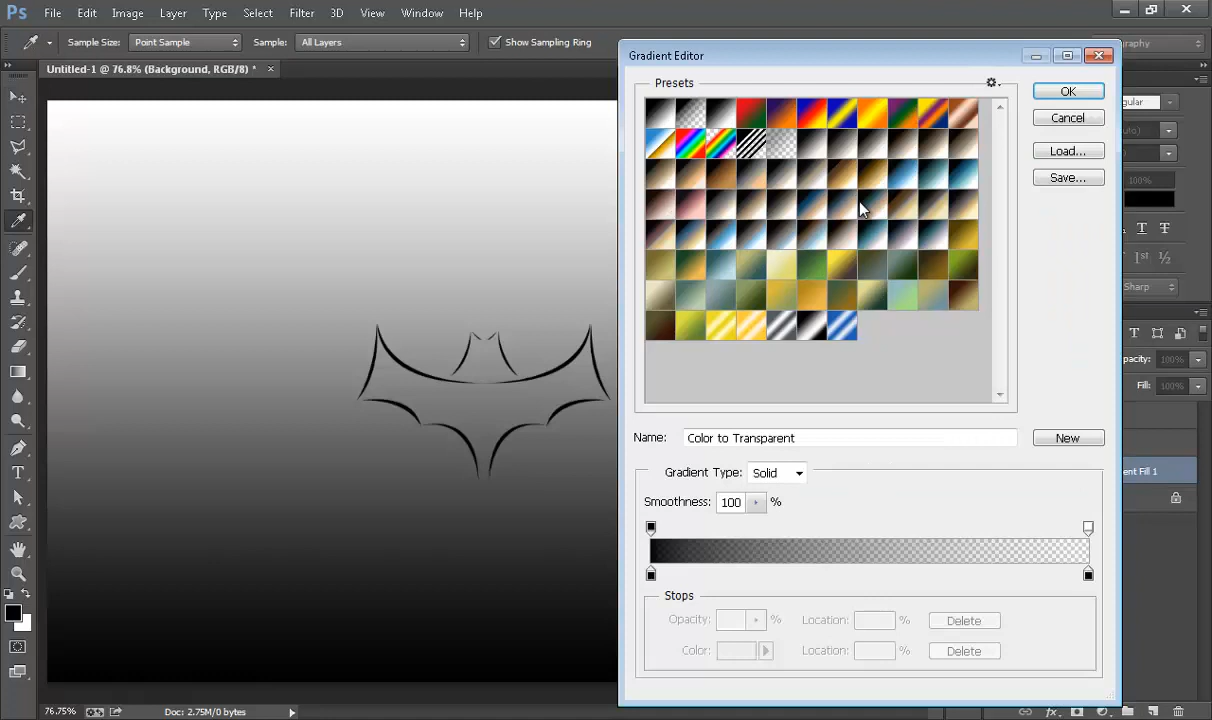 Ps File Edit Image Layer Type Select Filter 3D View Window Help
Sample Size: Point Sample Sample: All Layers Show Sampling Ring
Untitled-1 @ 76.8% (Background, RGB/8) * ×
Gradient Editor
Presets
OK
Cancel
Load...
Save...
100%
T T
1st ½
Sharp
Name: Color to Transparent New
Gradient Type: Solid
Smoothness: 100 %
Opacity: 100%
Fill: 100%
Stops
Opacity: % Location: % Delete
Color: Location: % Delete
76.75% Doc: 2.75M/0 bytes